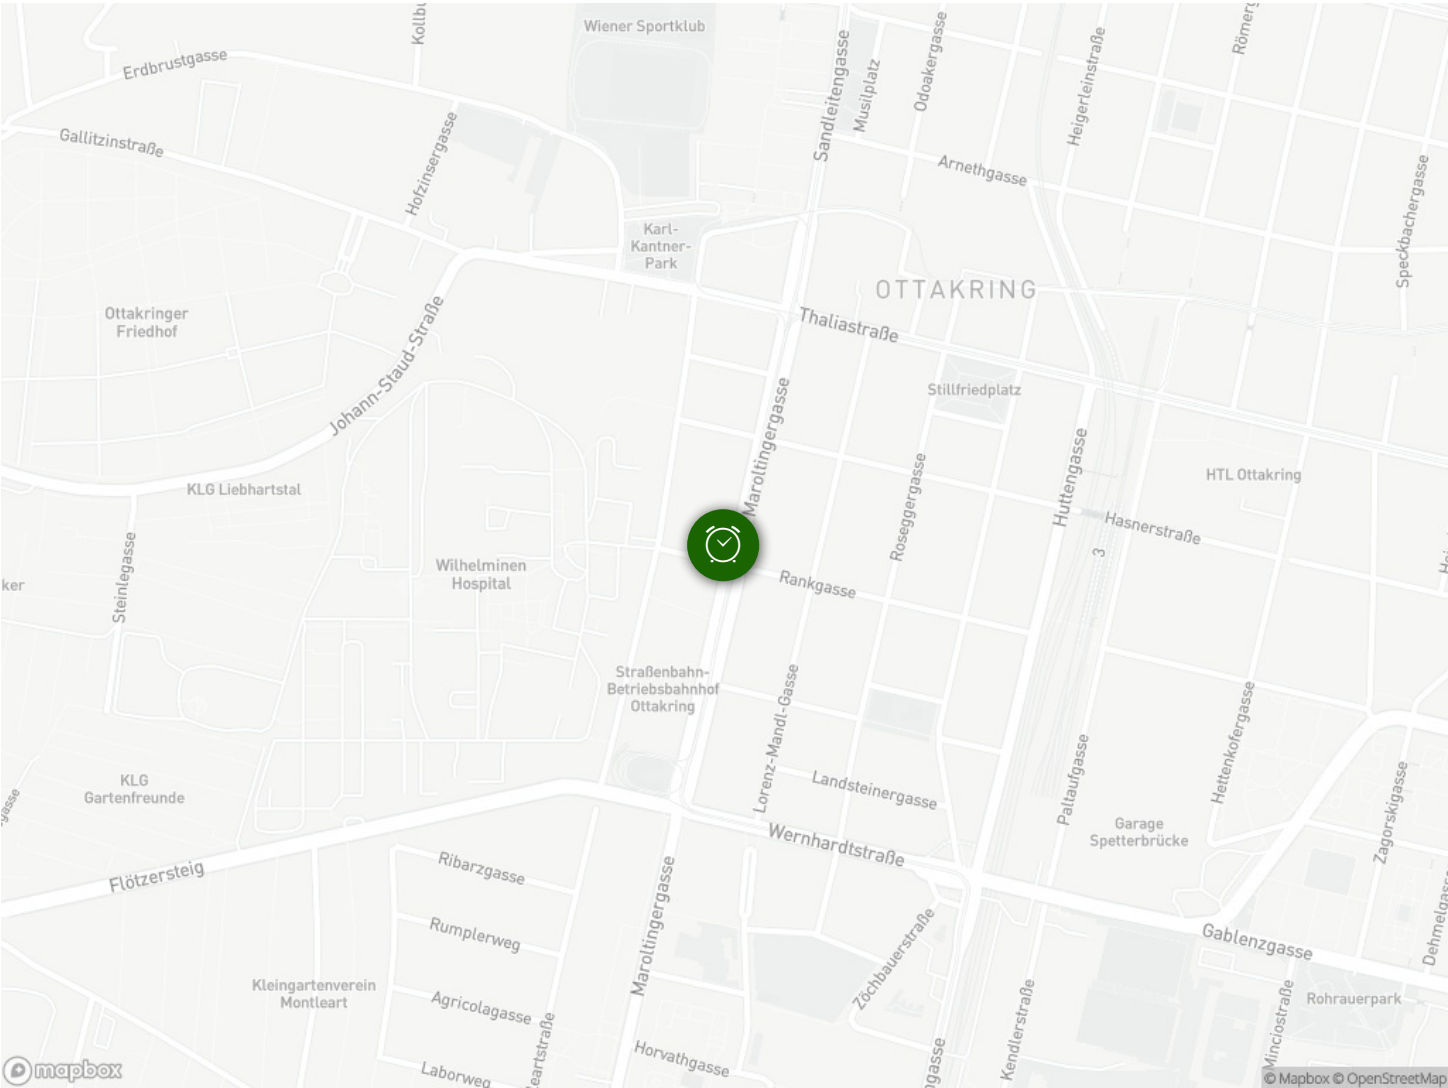 Wiener Sportklub
Erdbrustgasse
Gallitzinstraße
Hofzinsergasse
Sandleitengasse
Musilplatz
Odoakergasse
Heigerleinstraße
Arnethgasse
Speckbachergasse
Karl-
Kantner-
Park
OTTAKRING
Ottakringer
Friedhof
Thaliastraße
Johann-Staud-Straße
Stillfriedplatz
Maroltingergasse
Roseggergasse
Huttengasse
HTL Ottakring
KLG Liebhartstal
Hasnerstraße
3
Steinlegasse
Wilhelminen
Hospital
Rankgasse
Straßenbahn-
Betriebsbahnhof
Ottakring
Lorenz-Mandl-Gasse
Hettenkofergasse
Paltaufgasse
KLG
Gartenfreunde
Landsteinergasse
Zagorskigasse
Garage
Spetterbrücke
Wernhardtstraße
Flötzersteig
Ribarzgasse
Maroltingergasse
Rumplerweg
Zöchbauerstraße
Gablenzgasse
Dehmelgasse
Kleingartenverein
Montleart
Agricolagasse
Kendlerstraße
Minciostraße
Rohrauerpark
Horvathgasse
Laborweg
mapbox
© Mapbox © OpenStreetMap